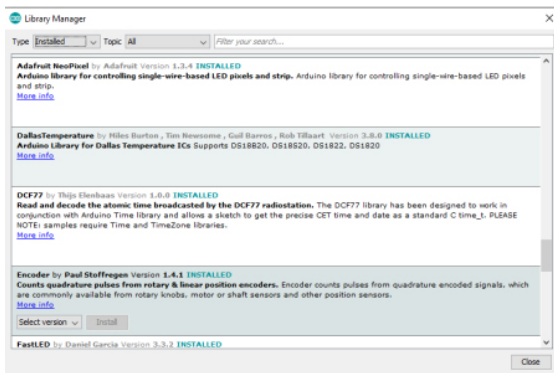 Library Manager
Type Installed Topic All Filter your search...
Adafruit NeoPixel by Adafruit Version 1.3.4 INSTALLED
Arduino library for controlling single-wire-based LED pixels and strip. Arduino library for controlling single-wire-based LED pixels
and strip.
More info
DallasTemperature by Miles Burton , Tim Newsome , Guil Barros , Rob Tillaart Version 3.8.0 INSTALLED
Arduino Library for Dallas Temperature ICs Supports DS18B20, DS18S20, DS1822, DS1820
More info
DCF77 by Thijs Elenbaas Version 1.0.0 INSTALLED
Read and decode the atomic time broadcasted by the DCF77 radiostation. The DCF77 library has been designed to work in
conjunction with Arduino Time library and allows a sketch to get the precise CET time and date as a standard C time_t. PLEASE
NOTE: samples require Time and TimeZone libraries.
More info
Encoder by Paul Stoffregen Version 1.4.1 INSTALLED
Counts quadrature pulses from rotary & linear position encoders. Encoder counts pulses from quadrature encoded signals, which
are commonly available from rotary knobs, motor or shaft sensors and other position sensors.
More info
Select version Install
FastLED by Daniel Garcia Version 3.3.2 INSTALLED
Close